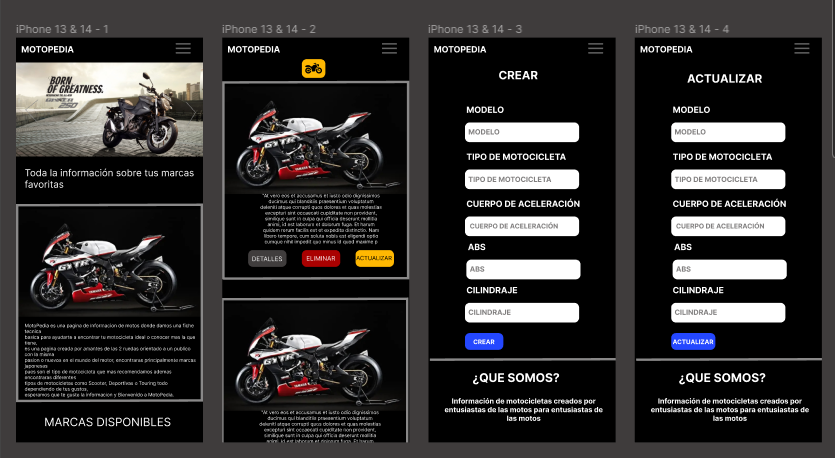 iPhone 13 & 14 - 1
MOTOPEDIA
BORN
OF GREATNESS.
250
Toda la información sobre tus marcas
favoritas
GYTR
YAMAHA
MotoPedia es una pagina de informacion de motos donde damos una fiche
tecnica
basica para ayudarte a encontrar tu motocicleta ideal o conocer mas la que
tiene,
es una pagina creada por amantes de las 2 ruedas orientado a un publico
con la misma
pasion o nuevos en el mundo del motor, encontraras principalmente marcas
japonesas
pues son el tipo de motocicleta que mas recomendamos ademas
encontraras diferentes
tipos de motocicletas como Scooter, Deportivas o Touring todo
dependiendo de tus gustos,
esperamos que te gusta la informacion y Bienvenido a MotoPedia.
MARCAS DISPONIBLES
iPhone 13 & 14 - 2
MOTOPEDIA
GYTR
YAMAHA
"At vero eos et accusamus et iusto odio dignissimos
ducimus qui blanditiis praesentium voluptatum
deleniti atque corrupti quos dolores et quas molestias
excepturi sint occaecati cupiditate non provident,
similique sunt in culpa qui officia deserunt mollitia
animi, id est laborum et dolorum fuga. Et harum
quidem rerum facilis est et expedita distinctio. Nam
libero tempore, cum soluta nobis est eligendi optio
cumque nihil impedit quo minus id quod maxime p
DETALLES
ELIMINAR
ACTUALIZAR
GYTR
YAMAHA
"At vero eos et accusamus et iusto odio dignissimos
ducimus qui blanditiis praesentium voluptatum
deleniti atque corrupti quos dolores et quas molestias
excepturi sint occaecati cupiditate non provident,
similique sunt in culpa qui officia deserunt mollitia
animi, id est laborum et dolorum fuga. Et harum
iPhone 13 & 14 - 3
MOTOPEDIA
CREAR
MODELO
MODELO
TIPO DE MOTOCICLETA
TIPO DE MOTOCICLETA
CUERPO DE ACELERACIÓN
CUERPO DE ACELERACIÓN
ABS
ABS
CILINDRAJE
CILINDRAJE
CREAR
¿QUE SOMOS?
Información de motocicletas creados por
entusiastas de las motos para entusiastas de
las motos
iPhone 13 & 14 - 4
MOTOPEDIA
ACTUALIZAR
MODELO
MODELO
TIPO DE MOTOCICLETA
TIPO DE MOTOCICLETA
CUERPO DE ACELERACIÓN
CUERPO DE ACELERACIÓN
ABS
ABS
CILINDRAJE
CILINDRAJE
ACTUALIZAR
¿QUE SOMOS?
Información de motocicletas creados por
entusiastas de las motos para entusiastas de
las motos